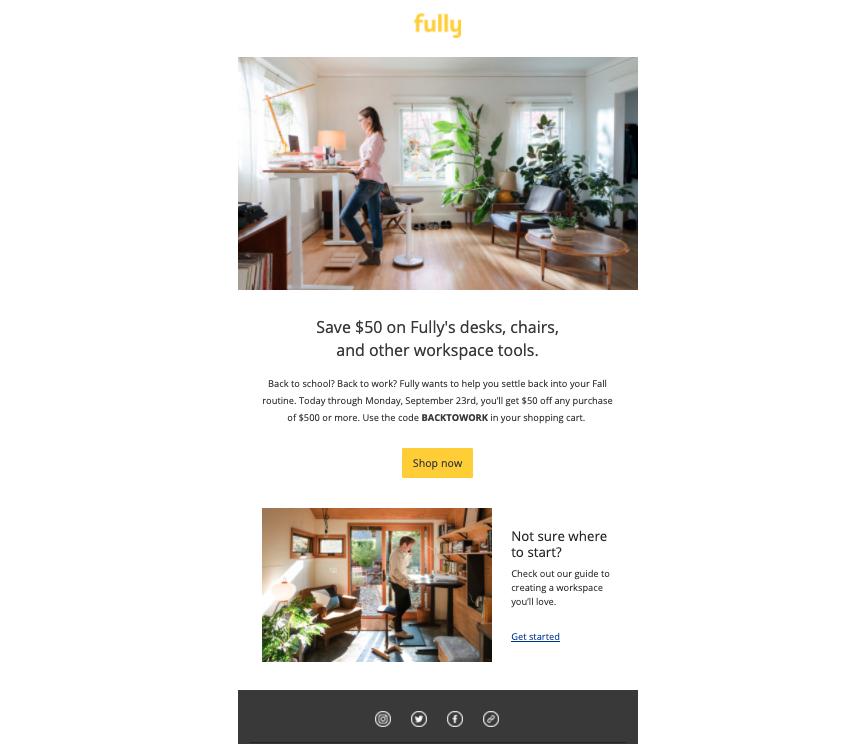 fully
Save $50 on Fully's desks, chairs,
and other workspace tools.
Back to school? Back to work? Fully wants to help you settle back into your Fall
routine. Today through Monday, September 23rd, you'll get $50 off any purchase
of $500 or more. Use the code BACKTOWORK in your shopping cart.
Shop now
Not sure where
to start?
Check out our guide to
creating a workspace
you'll love.
Get started